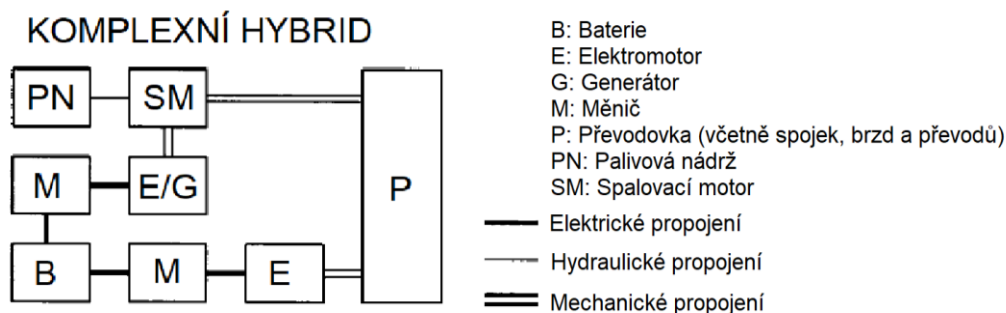 KOMPLEXNÍ HYBRID
PN
SM
M
E/G
P
B
M
E
B: Baterie
E: Elektromotor
G: Generátor
M: Měnič
P: Převodovka (včetně spojek, brzd a převodů)
PN: Palivová nádrž
SM: Spalovací motor
Elektrické propojení
Hydraulické propojení
Mechanické propojení